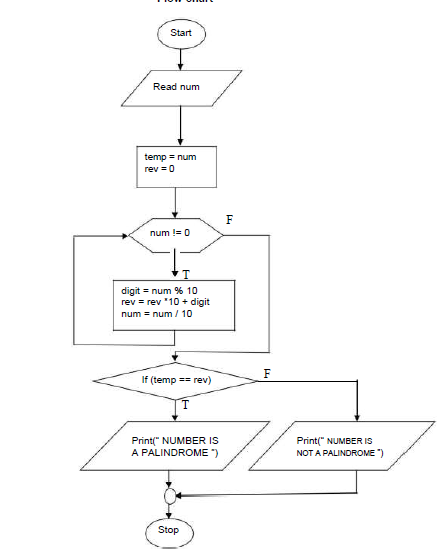 Flow chart
Start
Read num
temp = num
rev = 0
num != 0
F
T
digit = num % 10
rev = rev *10 + digit
num = num / 10
If (temp == rev)
F
T
Print(" NUMBER IS
A PALINDROME ")
Print(" NUMBER IS
NOT A PALINDROME ")
Stop